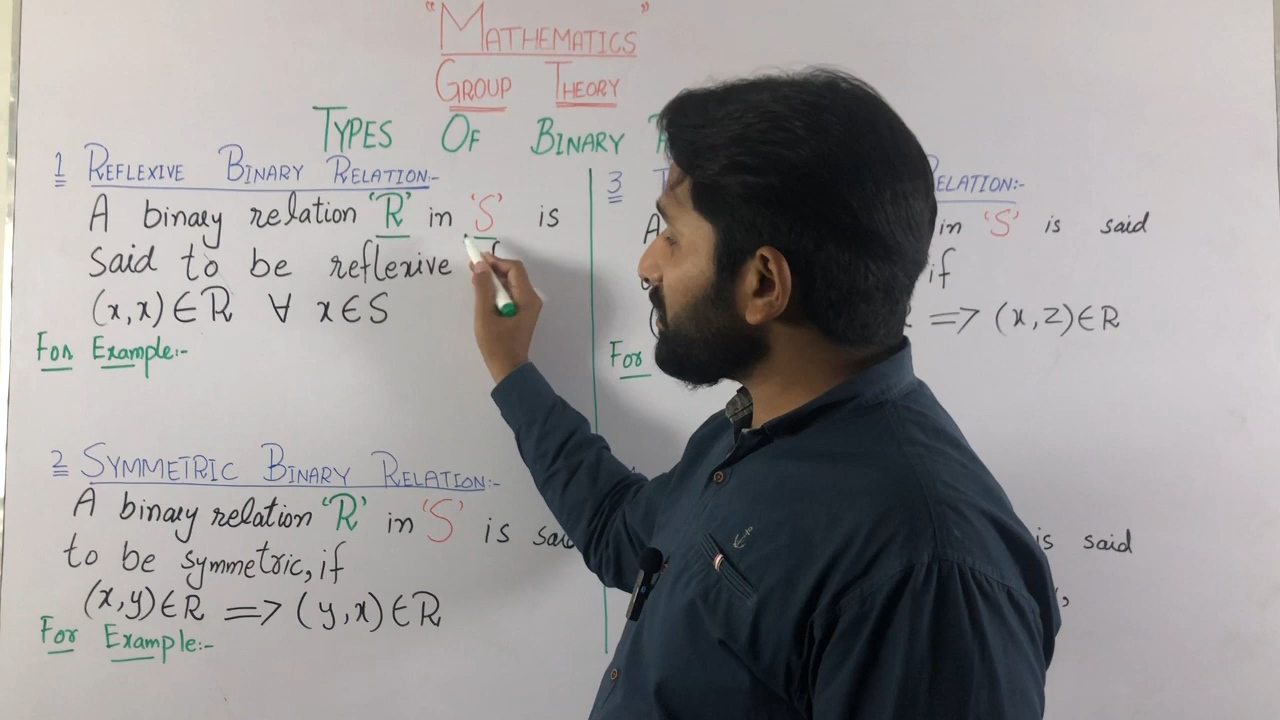 "MATHEMATICS"
GROUP THEORY
TYPES OF BINARY
1 REFLEXIVE BINARY RELATION:-
A binary relation 'R' in 'S' is
said to be reflexive
(x,x)∈R ∀ x∈S
For Example:-
2 SYMMETRIC BINARY RELATION:-
A binary relation 'R' in 'S' is said
to be symmetric, if
(x,y)∈R => (y,x)∈R
For Example:-
3 T ELATION:-
A in 'S' is said
if
=> (x,z)∈R
For
is said